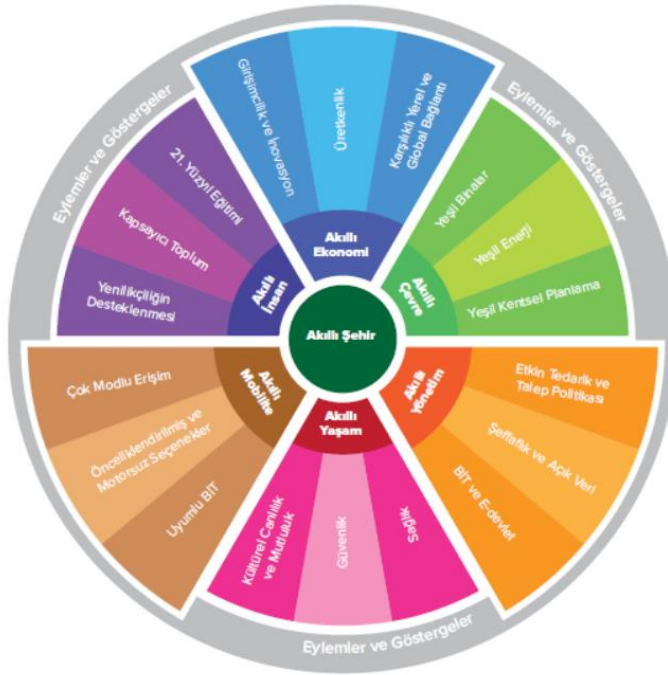 Eylemler ve Göstergeler
Eylemler ve Göstergeler
Girişimcilik ve İnovasyon
Üretkenlik
Karşılıklı Yerel ve
Global Bağlantı
Akıllı
Ekonomi
21. Yüzyıl Eğitimi
Kapsayıcı Toplum
Yenilikçiliğin
Desteklenmesi
Akıllı
İnsan
Yeşil Binalar
Yeşil Enerji
Yeşil Kentsel Planlama
Akıllı
Çevre
Akıllı Şehir
Çok Modlu Erişim
Önceliklendirilmiş ve
Motorsuz Seçenekler
Uyumlu BIT
Akıllı
Mobilite
Akıllı
Yaşam
Kültürel Canlılık
ve Mutluluk
Güvenlik
Sağlık
Akıllı
yönetim
Etkin Tedarik ve
Talep Politikası
Şeffaflık ve Açık Veri
BİT ve E-devlet
Eylemler ve Göstergeler